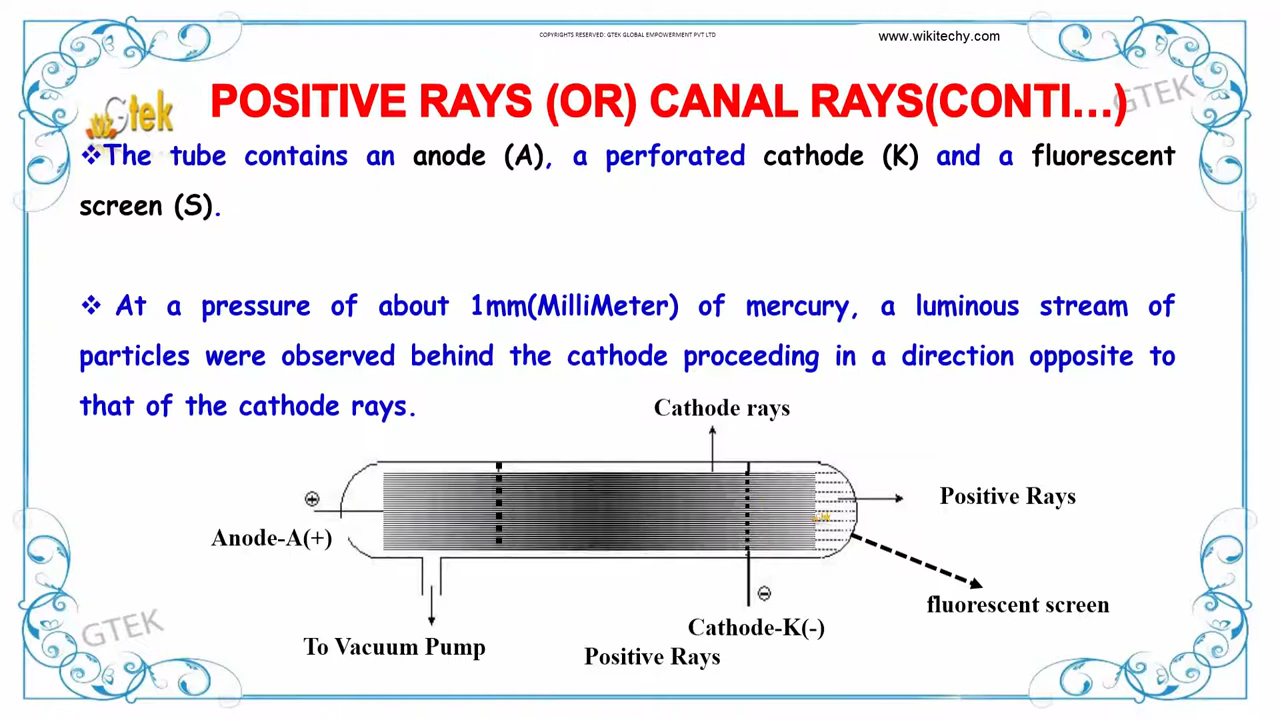 COPYRIGHTS RESERVED: GTEK GLOBAL EMPOWERMENT PVT LTD
www.wikitechy.com
GTEK
Gtek
POSITIVE RAYS (OR) CANAL RAYS(CONTI...)
❖The tube contains an anode (A), a perforated cathode (K) and a fluorescent
screen (S).
❖ At a pressure of about 1mm(MilliMeter) of mercury, a luminous stream of
particles were observed behind the cathode proceeding in a direction opposite to
that of the cathode rays.
Cathode rays
⊕
Positive Rays
Anode-A(+)
⊖
fluorescent screen
GTEK
Cathode-K(-)
To Vacuum Pump
Positive Rays